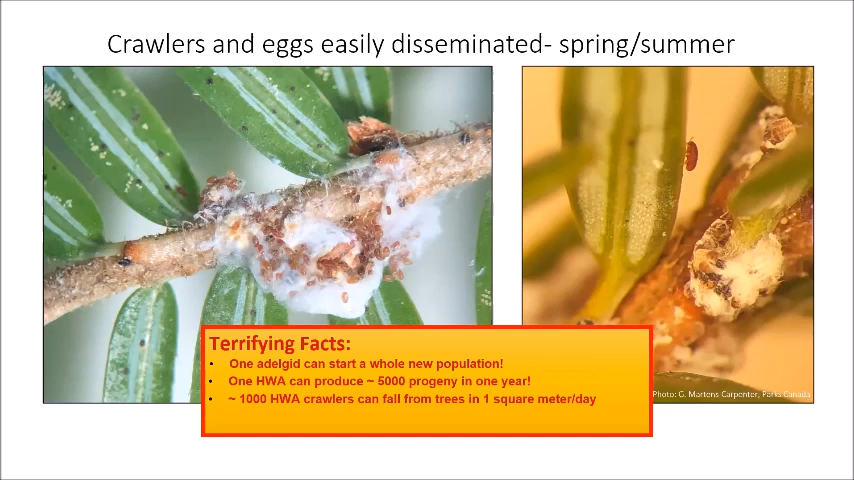 Crawlers and eggs easily disseminated- spring/summer
Terrifying Facts:
• One adelgid can start a whole new population!
• One HWA can produce ~ 5000 progeny in one year!
• ~ 1000 HWA crawlers can fall from trees in 1 square meter/day
Photo: G. Martens Carpenter, Parks Canada